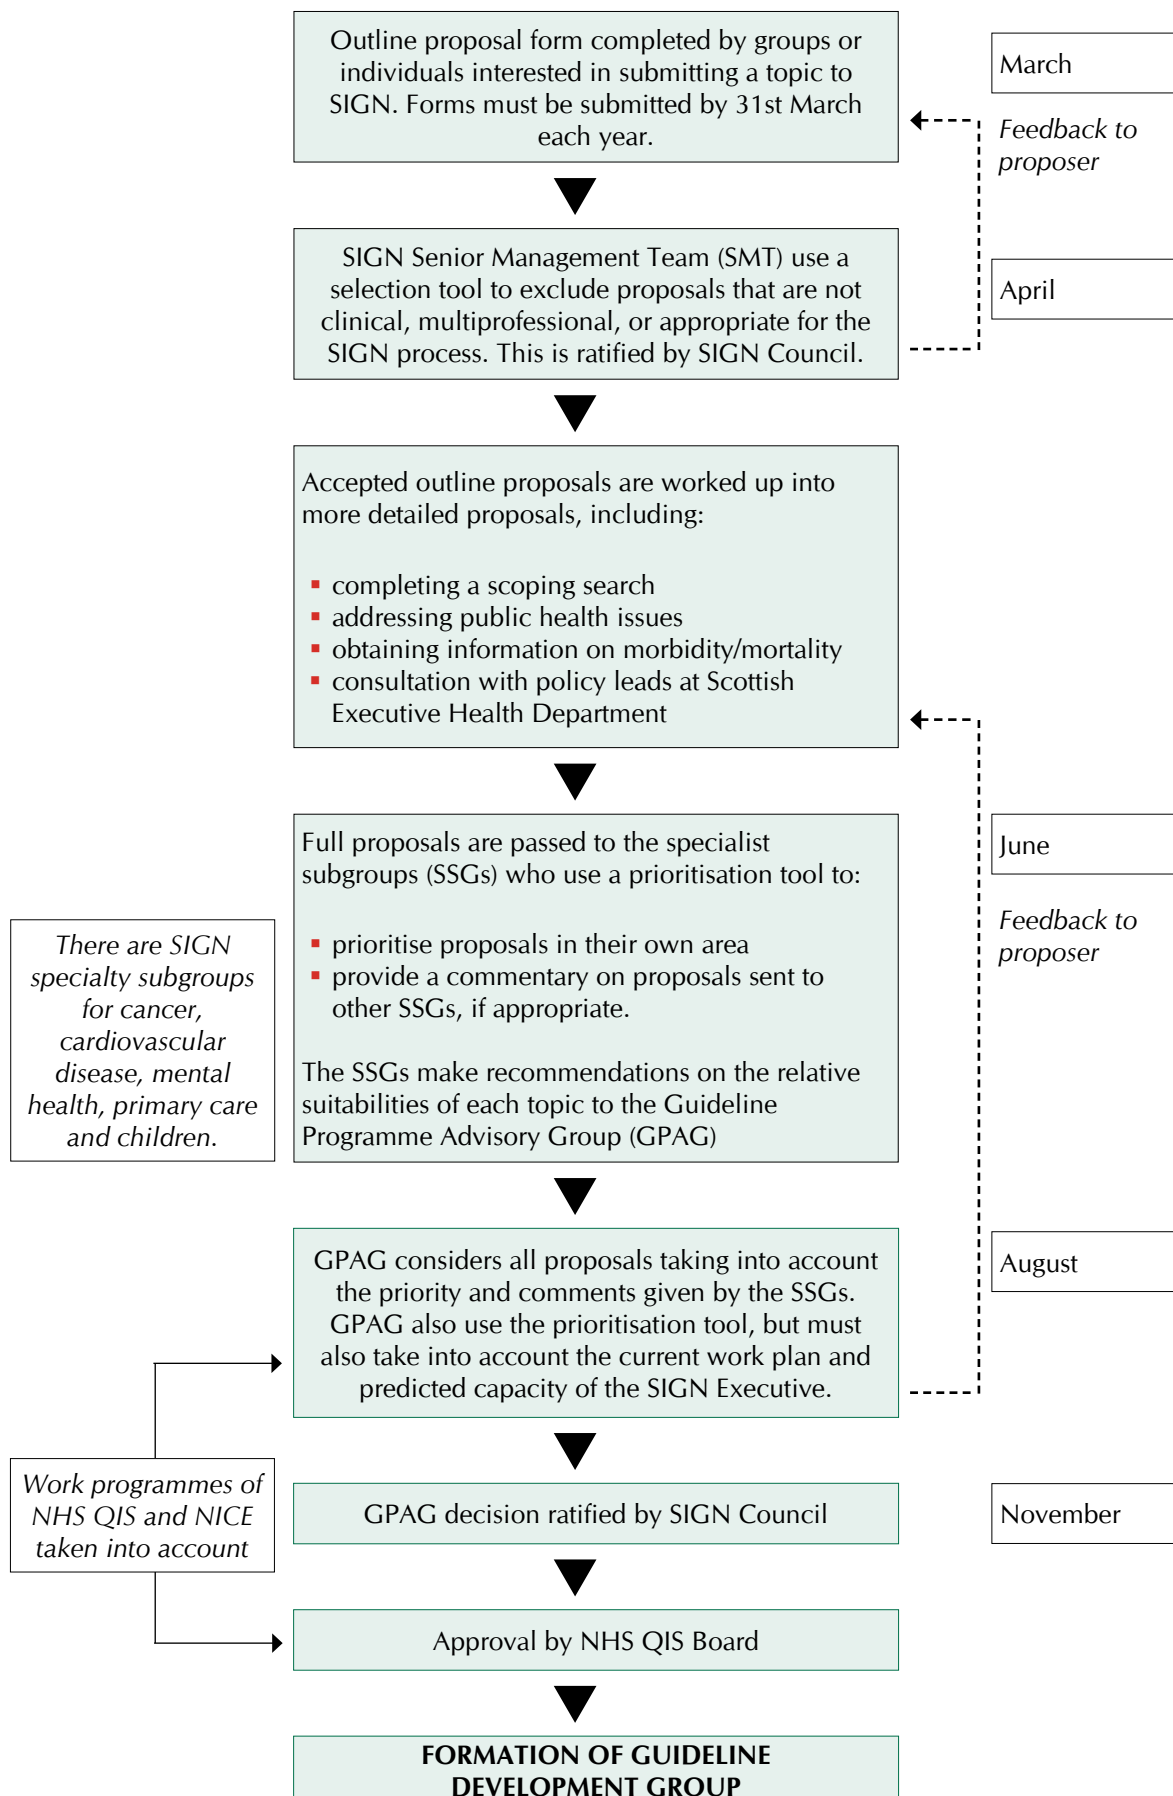 Outline proposal form completed by groups or
individuals interested in submitting a topic to
SIGN. Forms must be submitted by 31st March
each year.
March
Feedback to
proposer
SIGN Senior Management Team (SMT) use a
selection tool to exclude proposals that are not
clinical, multiprofessional, or appropriate for the
SIGN process. This is ratified by SIGN Council.
April
Accepted outline proposals are worked up into
more detailed proposals, including:
▪ completing a scoping search
▪ addressing public health issues
▪ obtaining information on morbidity/mortality
▪ consultation with policy leads at Scottish
Executive Health Department
Full proposals are passed to the specialist
subgroups (SSGs) who use a prioritisation tool to:
▪ prioritise proposals in their own area
▪ provide a commentary on proposals sent to
other SSGs, if appropriate.
The SSGs make recommendations on the relative
suitabilities of each topic to the Guideline
Programme Advisory Group (GPAG)
June
Feedback to
proposer
There are SIGN
specialty subgroups
for cancer,
cardiovascular
disease, mental
health, primary care
and children.
GPAG considers all proposals taking into account
the priority and comments given by the SSGs.
GPAG also use the prioritisation tool, but must
also take into account the current work plan and
predicted capacity of the SIGN Executive.
August
Work programmes of
NHS QIS and NICE
taken into account
GPAG decision ratified by SIGN Council
November
Approval by NHS QIS Board
FORMATION OF GUIDELINE
DEVELOPMENT GROUP